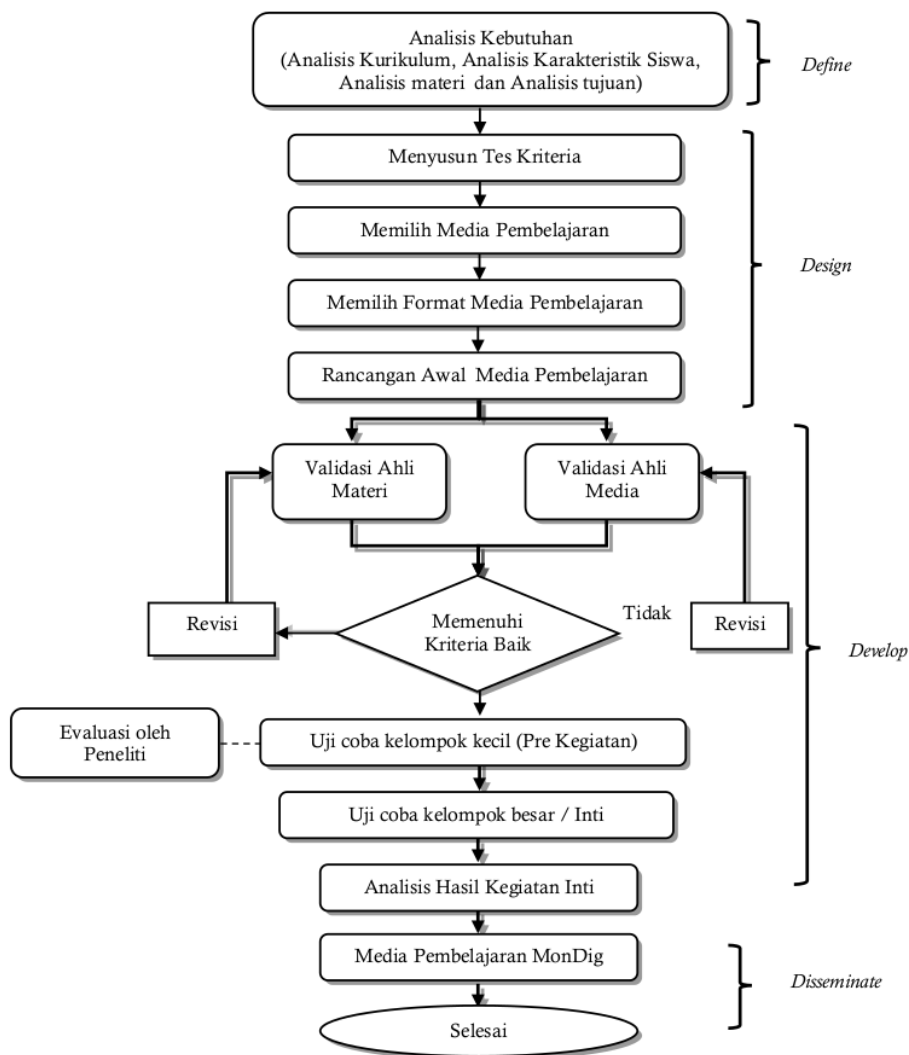 Analisis Kebutuhan
(Analisis Kurikulum, Analisis Karakteristik Siswa,
Analisis materi dan Analisis tujuan)
Define
Menyusun Tes Kriteria
Memilih Media Pembelajaran
Design
Memilih Format Media Pembelajaran
Rancangan Awal Media Pembelajaran
Validasi Ahli
Materi
Validasi Ahli
Media
Revisi
Memenuhi
Kriteria Baik
Tidak
Revisi
Develop
Evaluasi oleh
Peneliti
Uji coba kelompok kecil (Pre Kegiatan)
Uji coba kelompok besar / Inti
Analisis Hasil Kegiatan Inti
Media Pembelajaran MonDig
Disseminate
Selesai